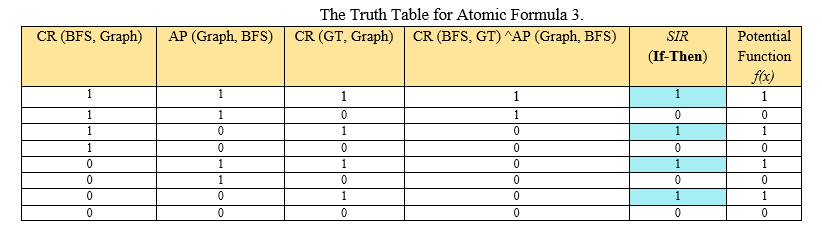 The Truth Table for Atomic Formula 3.
CR (BFS, Graph) AP (Graph, BFS) CR (GT, Graph) CR (BFS, GT) ^AP (Graph, BFS) SIR Potential
(If-Then) Function
f(x)
1 1 1 1 1 1
1 1 0 1 0 0
1 0 1 0 1 1
1 0 0 0 0 0
0 1 1 0 1 1
0 1 0 0 0 0
0 0 1 0 1 1
0 0 0 0 0 0